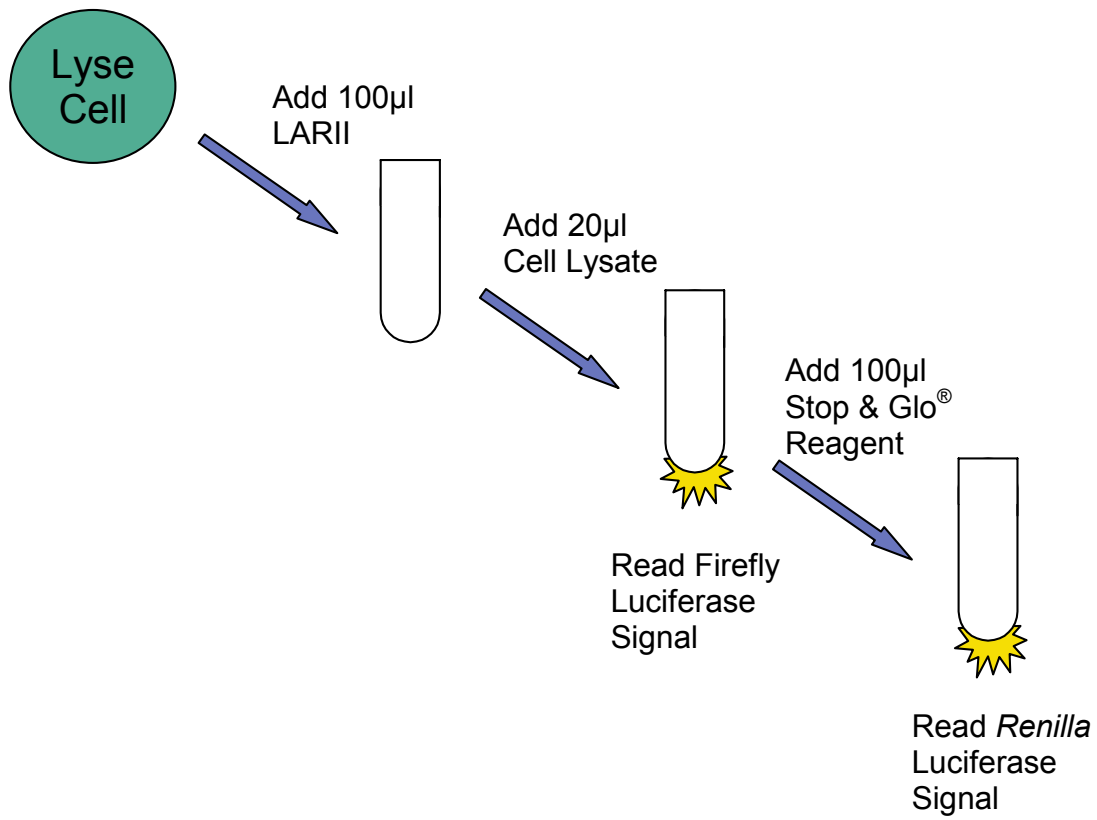 Lyse
Cell
Add 100µl
LARII
Add 20µl
Cell Lysate
Add 100µl
Stop & Glo®
Reagent
Read Firefly
Luciferase
Signal
Read Renilla
Luciferase
Signal